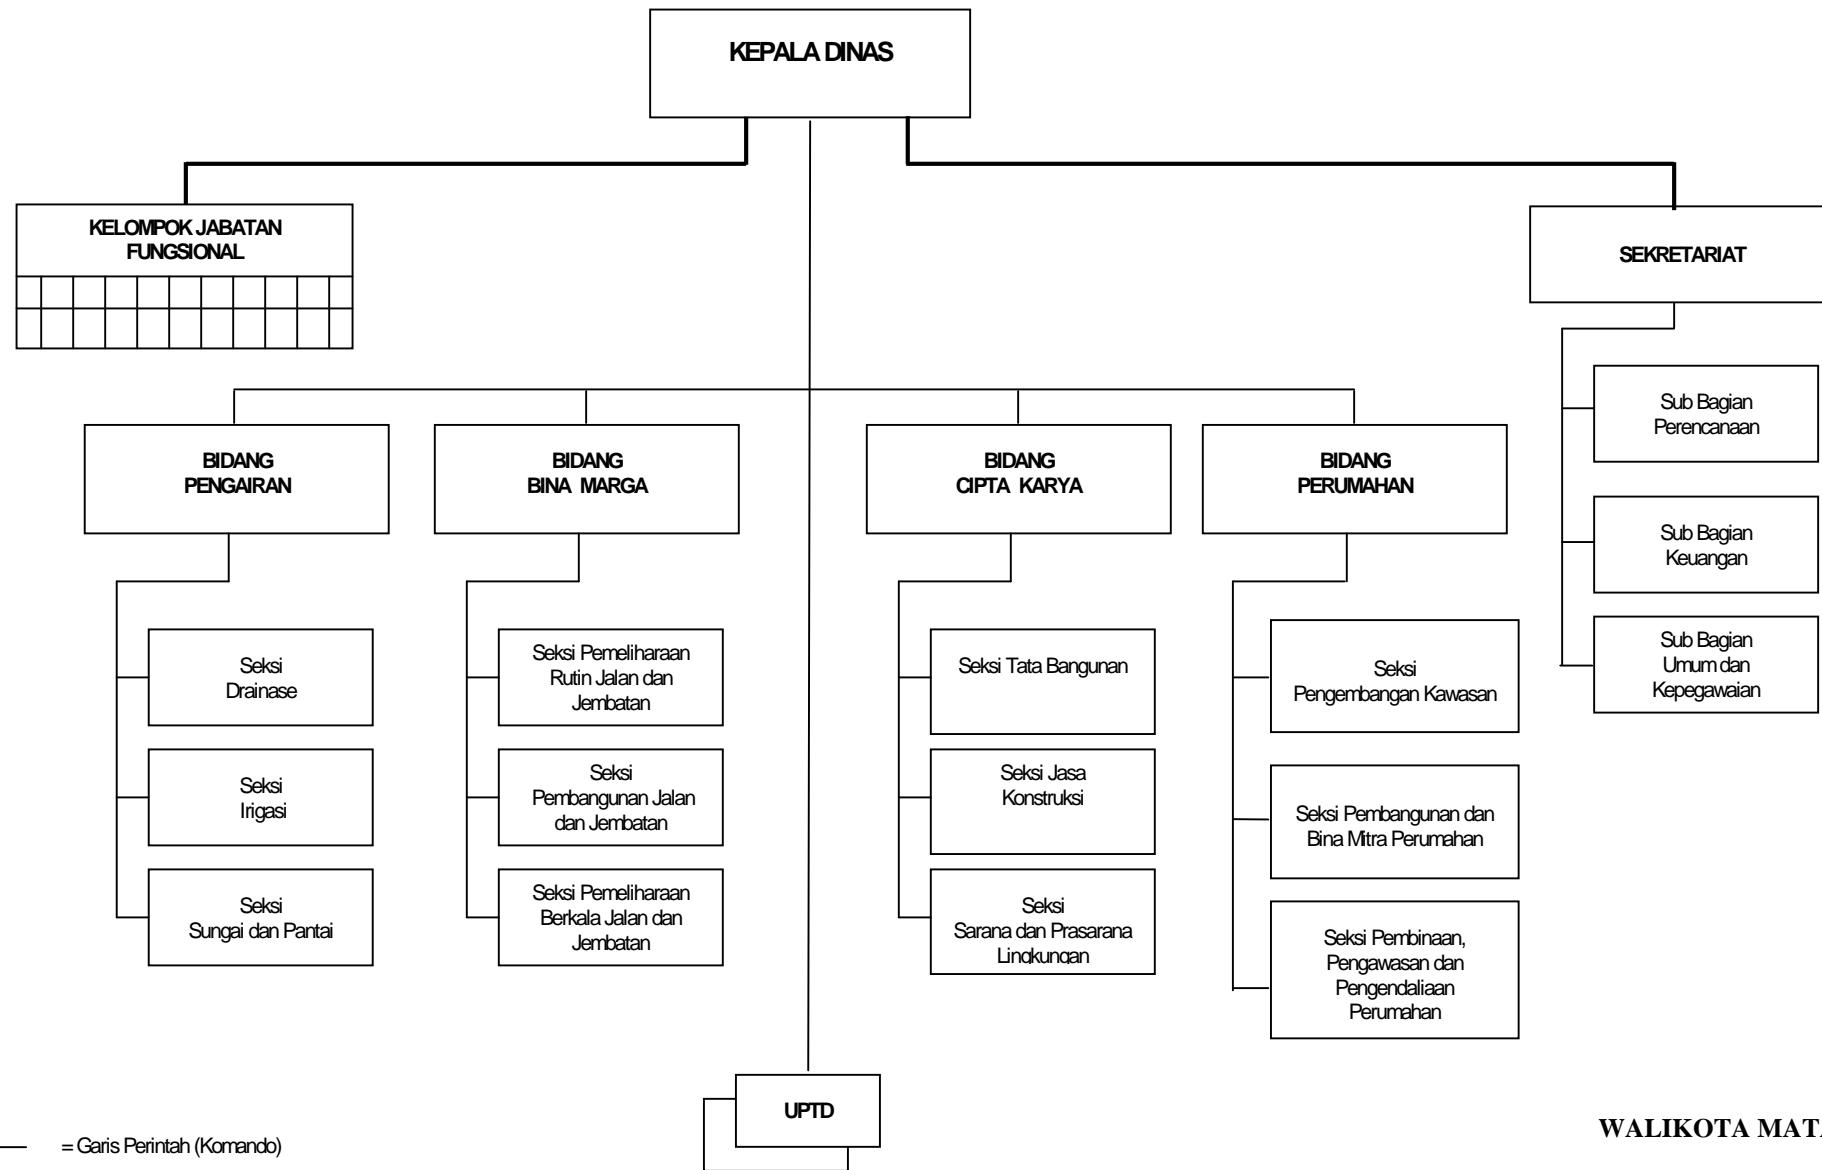 KEPALA DINAS
KELOMPOK JABATAN
FUNGSIONAL
SEKRETARIAT
Sub Bagian
Perencanaan
Sub Bagian
Keuangan
Sub Bagian
Umum dan
Kepegawaian
BIDANG
PENGAIRAN
BIDANG
BINA MARGA
BIDANG
CIPTA KARYA
BIDANG
PERUMAHAN
Seksi
Drainase
Seksi
Irigasi
Seksi
Sungai dan Pantai
Seksi Pemeliharaan
Rutin Jalan dan
Jembatan
Seksi
Pembangunan Jalan
dan Jembatan
Seksi Pemeliharaan
Berkala Jalan dan
Jembatan
Seksi Tata Bangunan
Seksi Jasa
Konstruksi
Seksi
Sarana dan Prasarana
Lingkungan
Seksi
Pengembangan Kawasan
Seksi Pembangunan dan
Bina Mitra Perumahan
Seksi Pembinaan,
Pengawasan dan
Pengendaliaan
Perumahan
UPTD
= Garis Perintah (Komando)
WALIKOTA